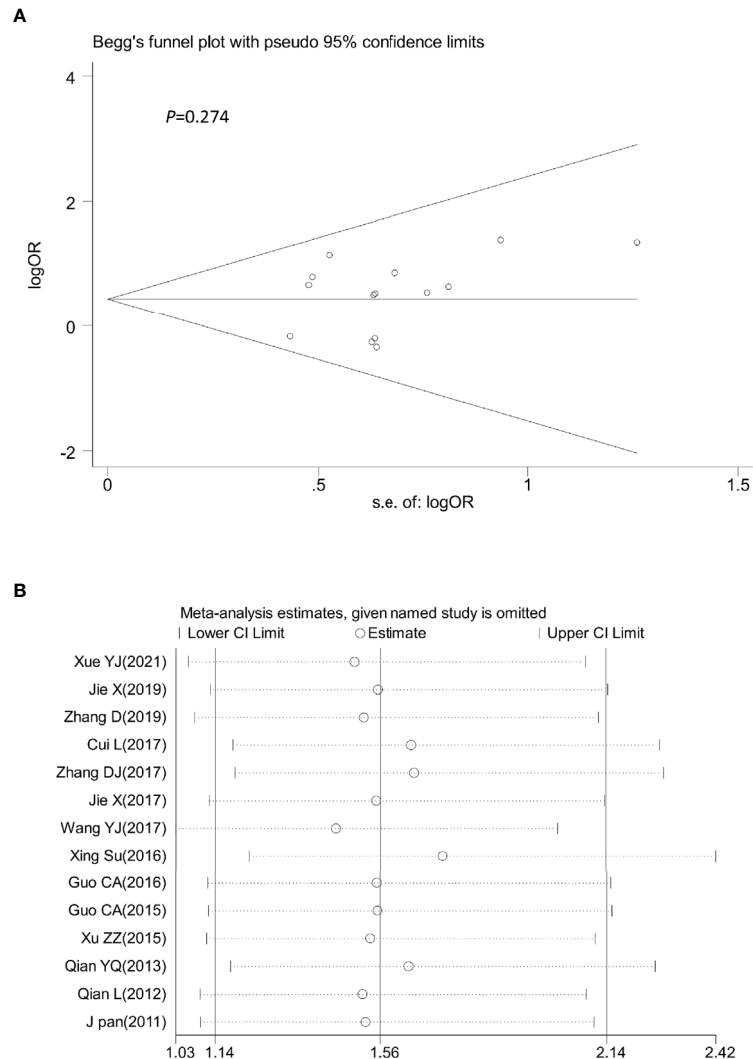 A
Begg's funnel plot with pseudo 95% confidence limits
P=0.274
logOR
4
2
0
-2
0 .5 1 1.5
s.e. of: logOR
B
Meta-analysis estimates, given named study is omitted
Lower CI Limit Estimate Upper CI Limit
Xue YJ(2021)
Jie X(2019)
Zhang D(2019)
Cui L(2017)
Zhang DJ(2017)
Jie X(2017)
Wang YJ(2017)
Xing Su(2016)
Guo CA(2016)
Guo CA(2015)
Xu ZZ(2015)
Qian YQ(2013)
Qian L(2012)
J pan(2011)
1.03 1.14 1.56 2.14 2.42